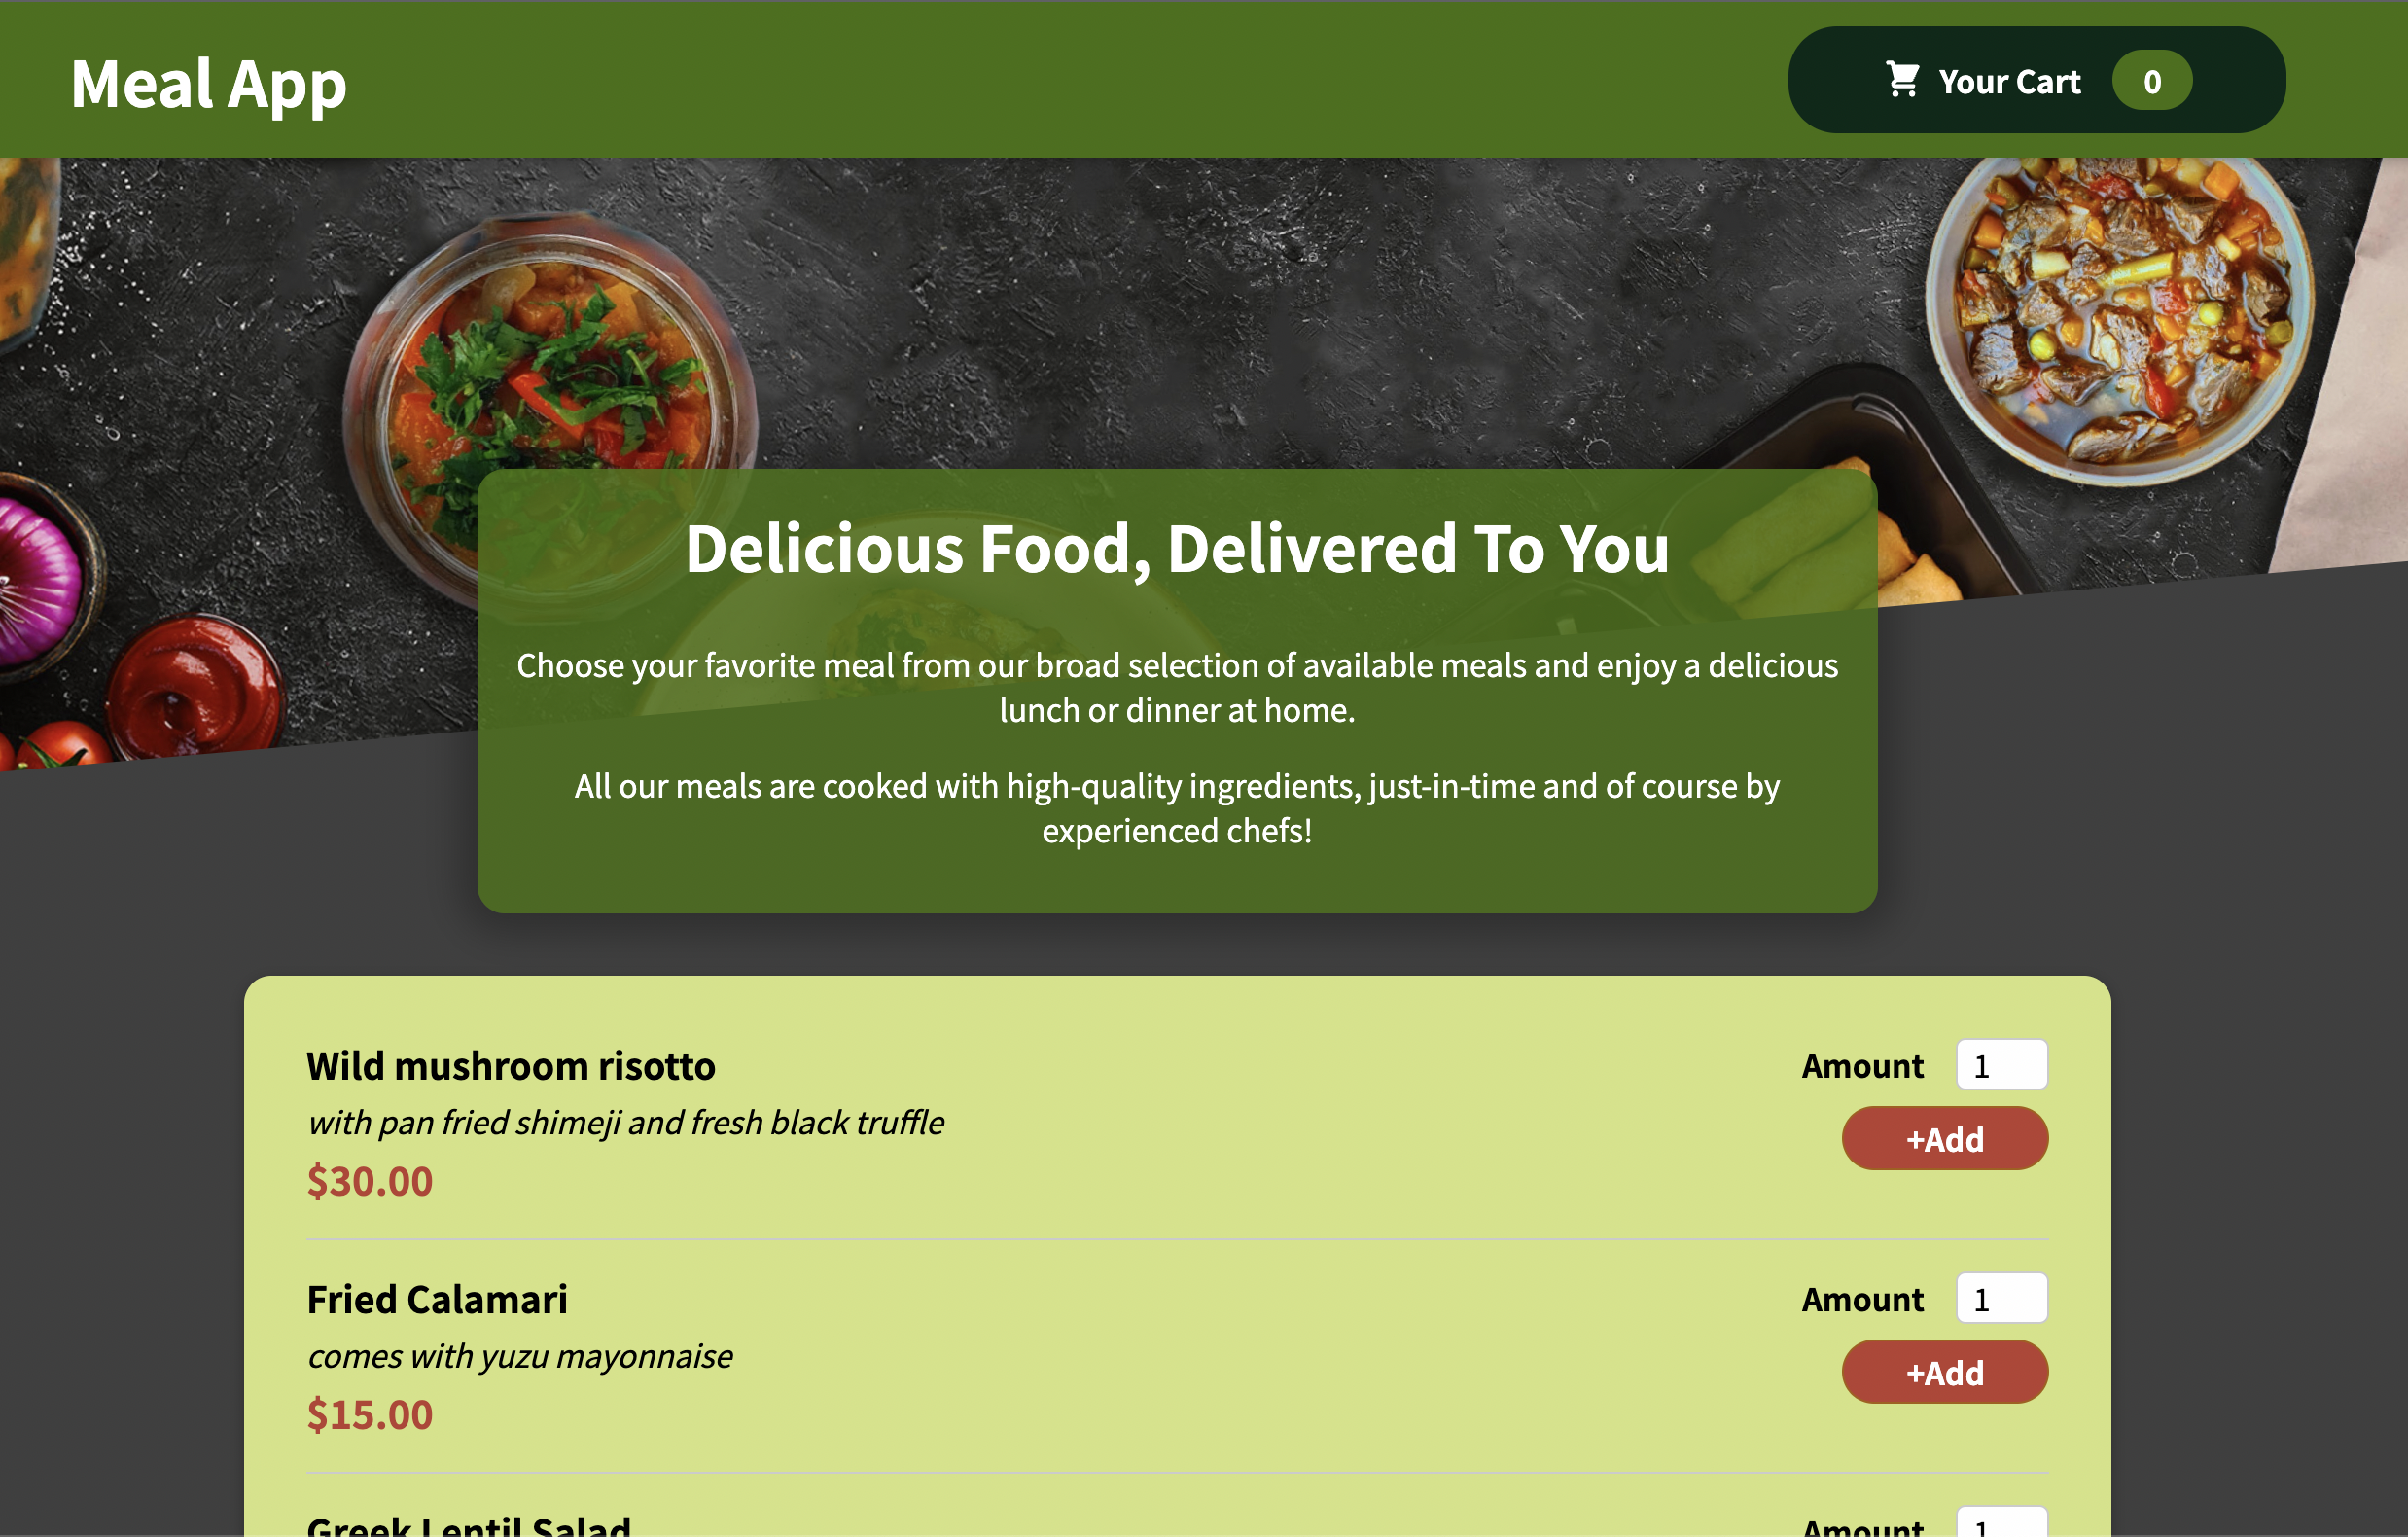 Meal App
Your Cart 0
Delicious Food, Delivered To You
Choose your favorite meal from our broad selection of available meals and enjoy a delicious
lunch or dinner at home.
All our meals are cooked with high-quality ingredients, just-in-time and of course by
experienced chefs!
Wild mushroom risotto
Amount 1
with pan fried shimeji and fresh black truffle
+Add
$30.00
Fried Calamari
Amount 1
comes with yuzu mayonnaise
+Add
$15.00
Greek Lentil Salad
Amount 1